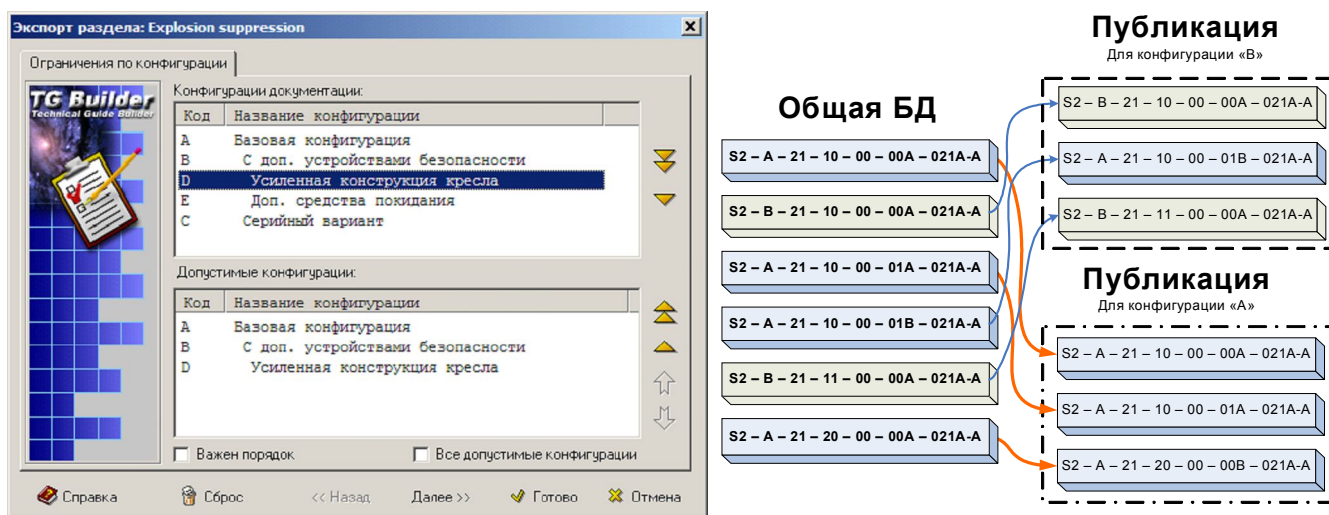 Экспорт раздела: Explosion suppression
Ограничения по конфигурации
TG Builder
Technical Guide Builder
Конфигурации документации:
Код Название конфигурации
A Базовая конфигурация
B С доп. устройствами безопасности
D Усиленная конструкция кресла
E Доп. средства покидания
C Серийный вариант
Допустимые конфигурации:
Код Название конфигурации
A Базовая конфигурация
B С доп. устройствами безопасности
D Усиленная конструкция кресла
Важен порядок Все допустимые конфигурации
Справка Сброс << Назад Далее >> Готово Отмена
Общая БД
S2 – A – 21 – 10 – 00 – 00A – 021A-A
S2 – B – 21 – 10 – 00 – 00A – 021A-A
S2 – A – 21 – 10 – 00 – 01A – 021A-A
S2 – A – 21 – 10 – 00 – 01B – 021A-A
S2 – B – 21 – 11 – 00 – 00A – 021A-A
S2 – A – 21 – 20 – 00 – 00A – 021A-A
Публикация
Для конфигурации «В»
S2 – B – 21 – 10 – 00 – 00A – 021A-A
S2 – A – 21 – 10 – 00 – 01B – 021A-A
S2 – B – 21 – 11 – 00 – 00A – 021A-A
Публикация
Для конфигурации «А»
S2 – A – 21 – 10 – 00 – 00A – 021A-A
S2 – A – 21 – 10 – 00 – 01A – 021A-A
S2 – A – 21 – 20 – 00 – 00B – 021A-A